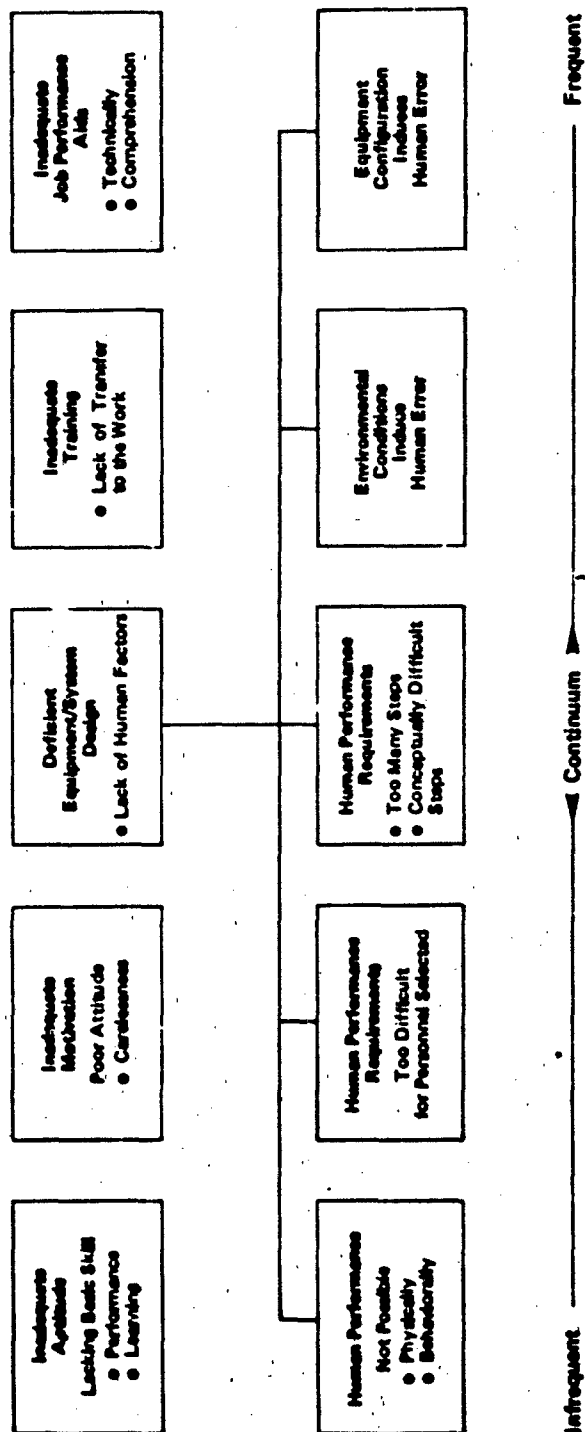 Inadequate
Aptitude
Lacking Basic Skill
● Performance
● Learning
Inadequate
Motivation
Poor Attitude
● Carelessness
Deficient
Equipment/System
Design
● Lack of Human Factors
Inadequate
Training
● Lack of Transfer
to the Work
Inadequate
Job Performance
Aids
● Technically
● Comprehension
Human Performance
Not Possible
● Physically
● Behaviorally
Human Performance
Requirements
Too Difficult
for Personnel Selected
Human Performance
Requirements
● Too Many Steps
● Conceptually Difficult
Steps
Environmental
Conditions
Induce
Human Error
Equipment
Configuration
Induces
Human Error
Infrequent
Continuum
Frequent